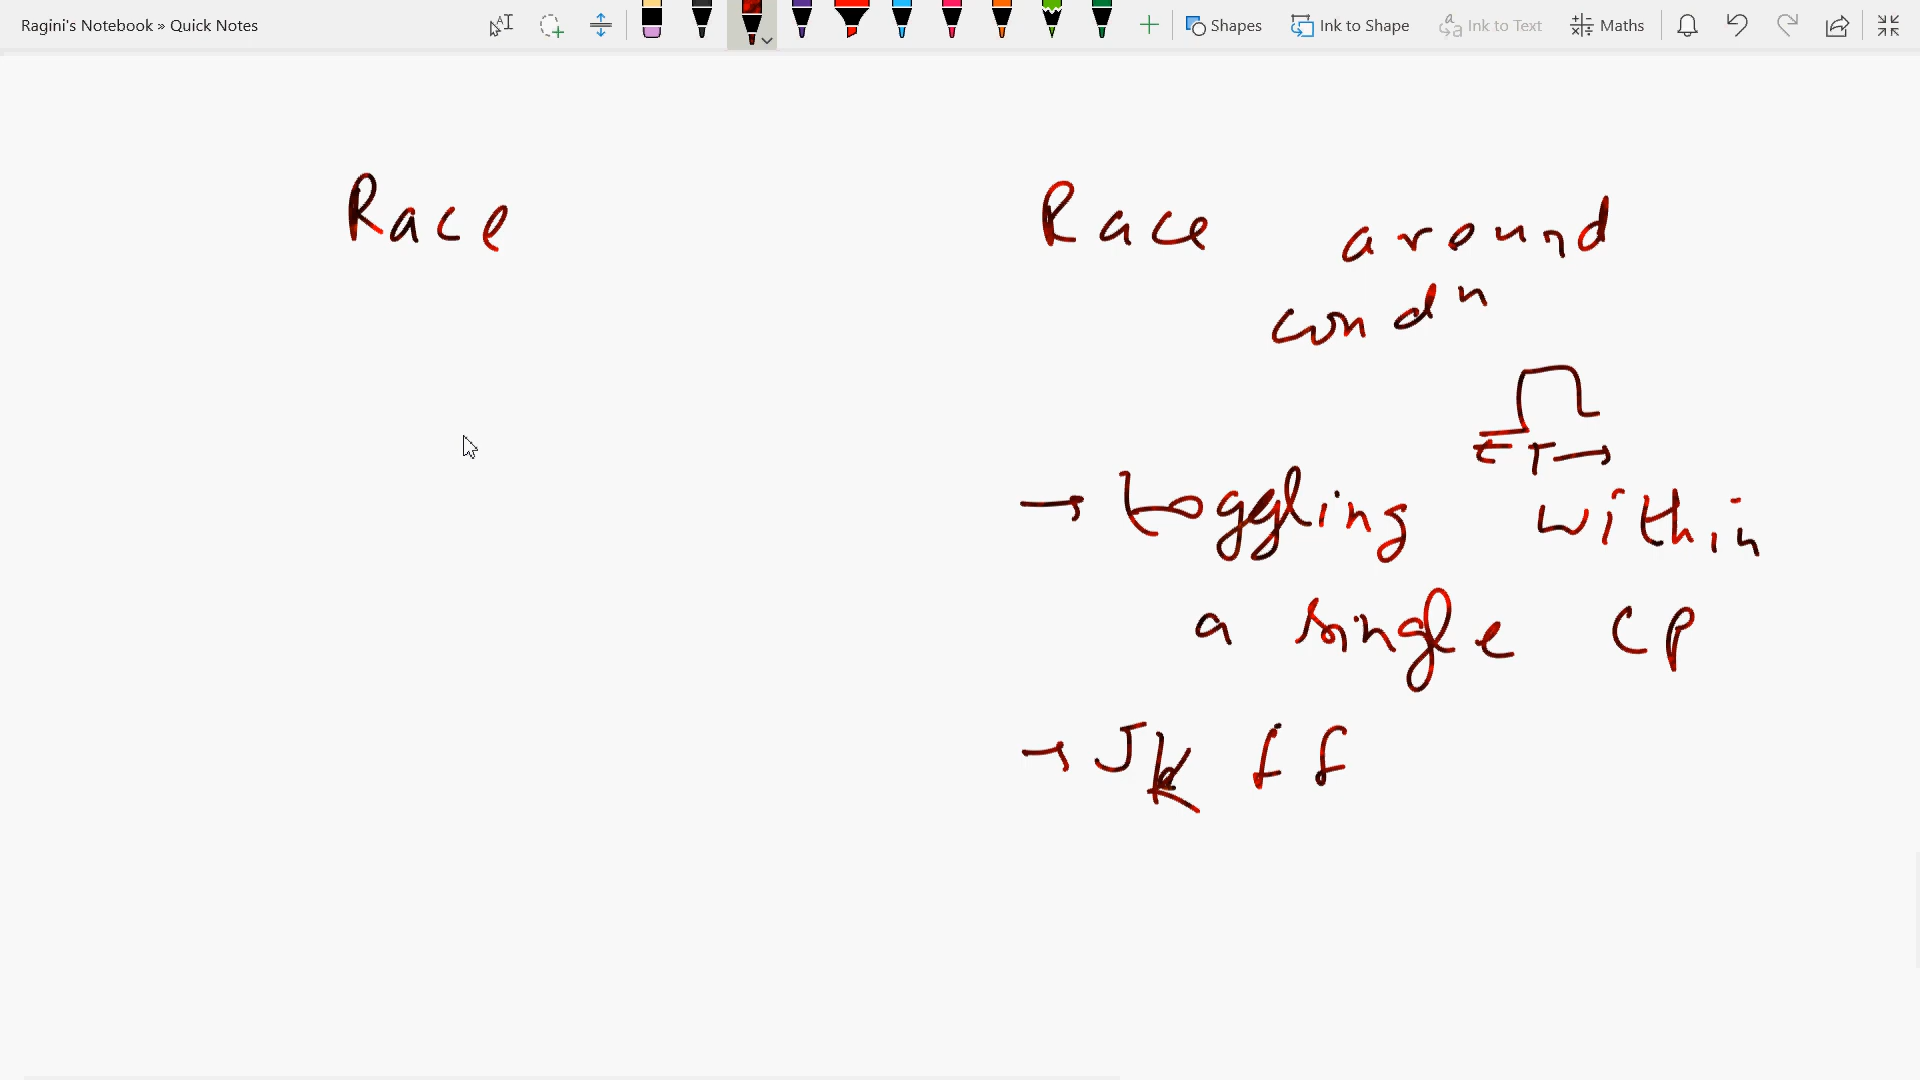 Ragini's Notebook » Quick Notes
Shapes
Ink to Shape
Ink to Text
Maths
Race
Race around
condⁿ
← T →
→ toggling within
a single CP
→ JK ff